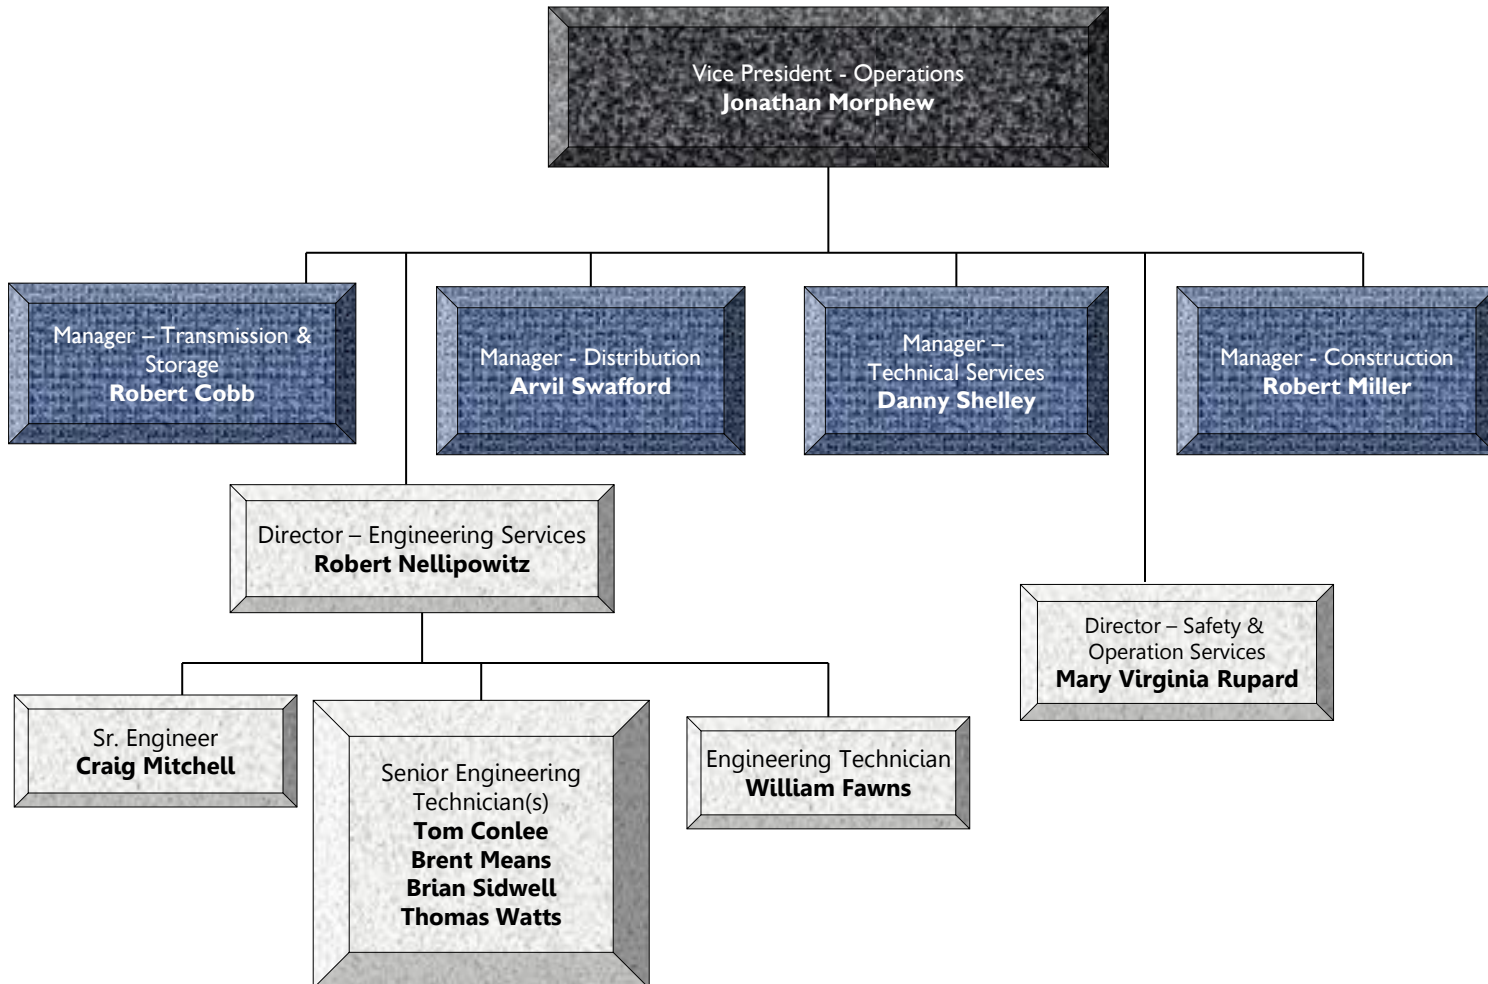 Vice President - Operations
Jonathan Morphew
Manager – Transmission &
Storage
Robert Cobb
Manager - Distribution
Arvil Swafford
Manager –
Technical Services
Danny Shelley
Manager - Construction
Robert Miller
Director – Engineering Services
Robert Nellipowitz
Director – Safety &
Operation Services
Mary Virginia Rupard
Sr. Engineer
Craig Mitchell
Senior Engineering
Technician(s)
Tom Conlee
Brent Means
Brian Sidwell
Thomas Watts
Engineering Technician
William Fawns